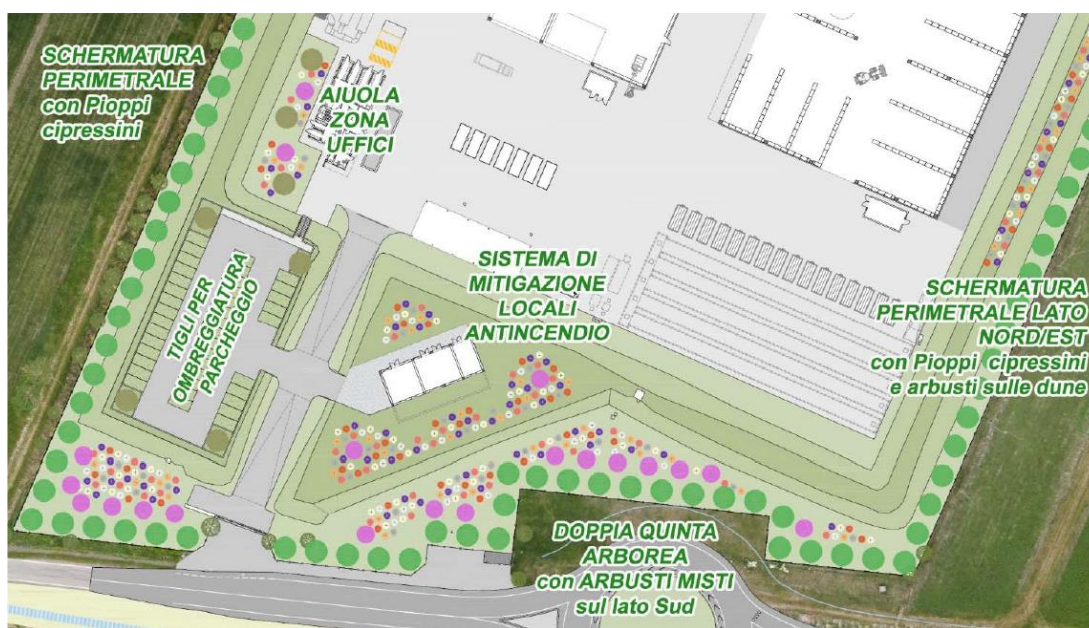 SCHERMATURA
PERIMETRALE
con Pioppi
cipressini
AIUOLA
ZONA
UFFICI
TIGLI PER
OMBREGGIATURA
PARCHEGGIO
SISTEMA DI
MITIGAZIONE
LOCALI
ANTINCENDIO
SCHERMATURA
PERIMETRALE LATO
NORD/EST
con Pioppi cipressini
e arbusti sulle dune
DOPPIA QUINTA
ARBOREA
con ARBUSTI MISTI
sul lato Sud